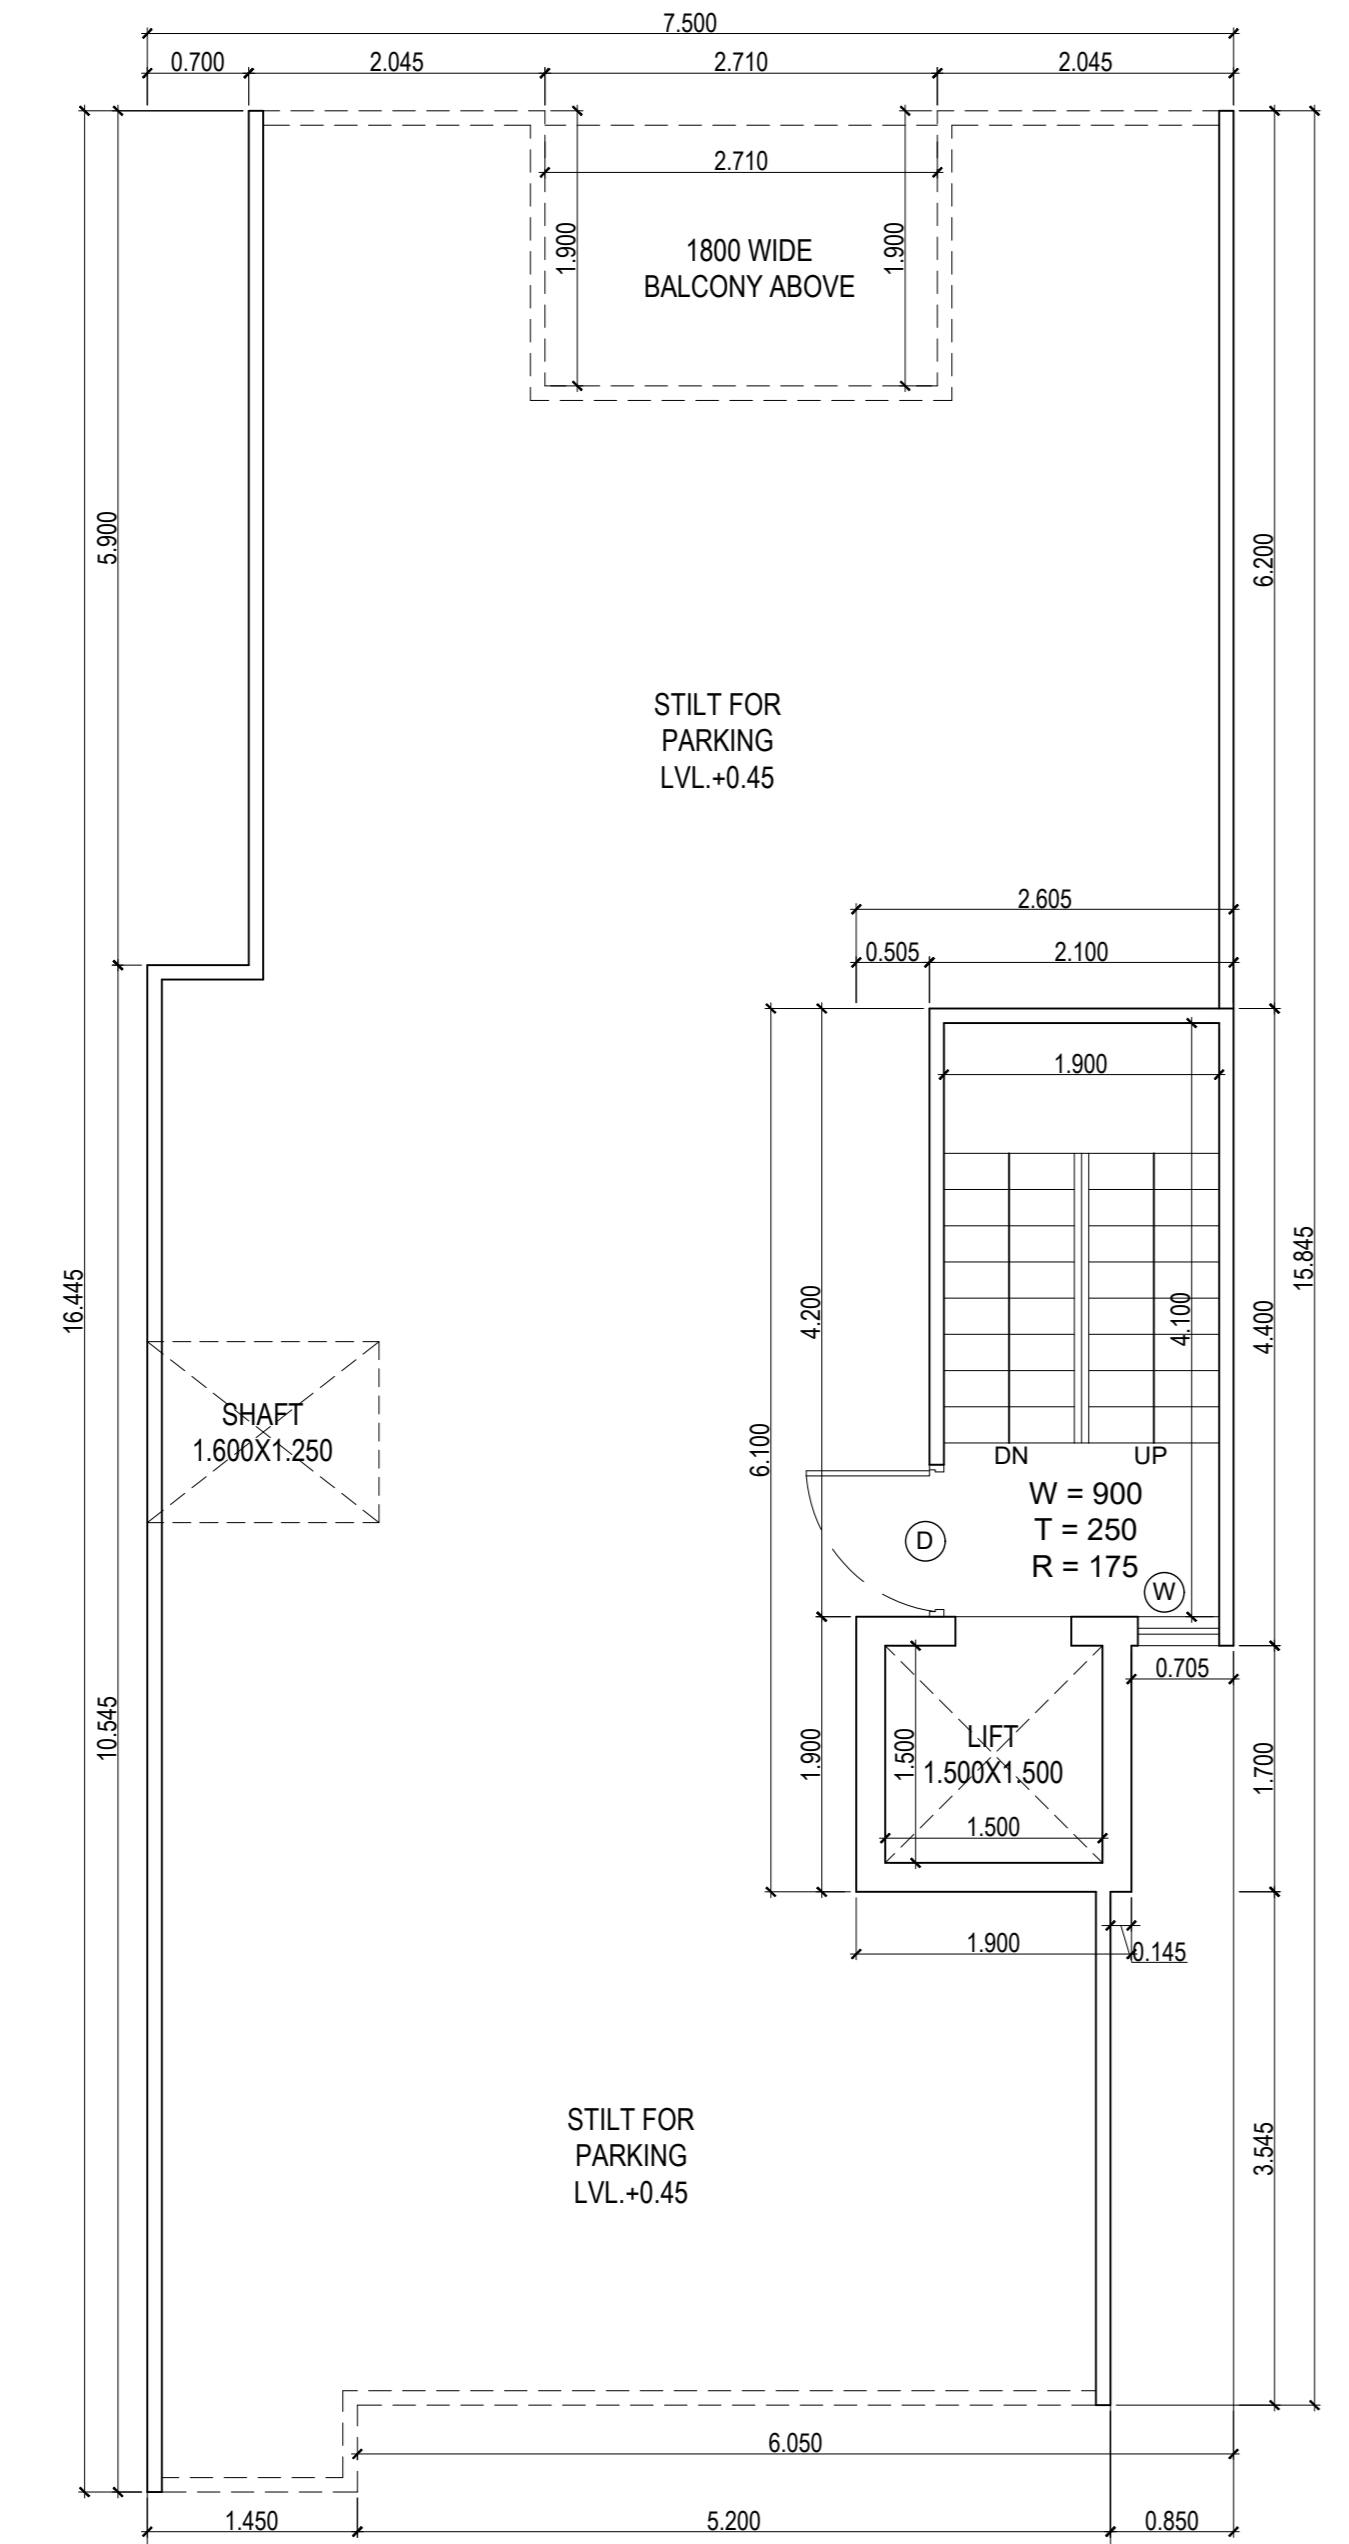 7.500
0.700
2.045
2.710
2.045
2.710
1.900
1.900
1800 WIDE
BALCONY ABOVE
5.900
6.200
STILT FOR
PARKING
LVL.+0.45
2.605
0.505
2.100
1.900
16.445
15.845
4.200
4.100
4.400
SHAFT
1.600X1.250
6.100
DN
UP
W = 900
T = 250
R = 175
D
W
0.705
10.545
1.900
1.500
LIFT
1.500X1.500
1.700
1.500
1.900
0.145
STILT FOR
PARKING
LVL.+0.45
3.545
6.050
1.450
5.200
0.850